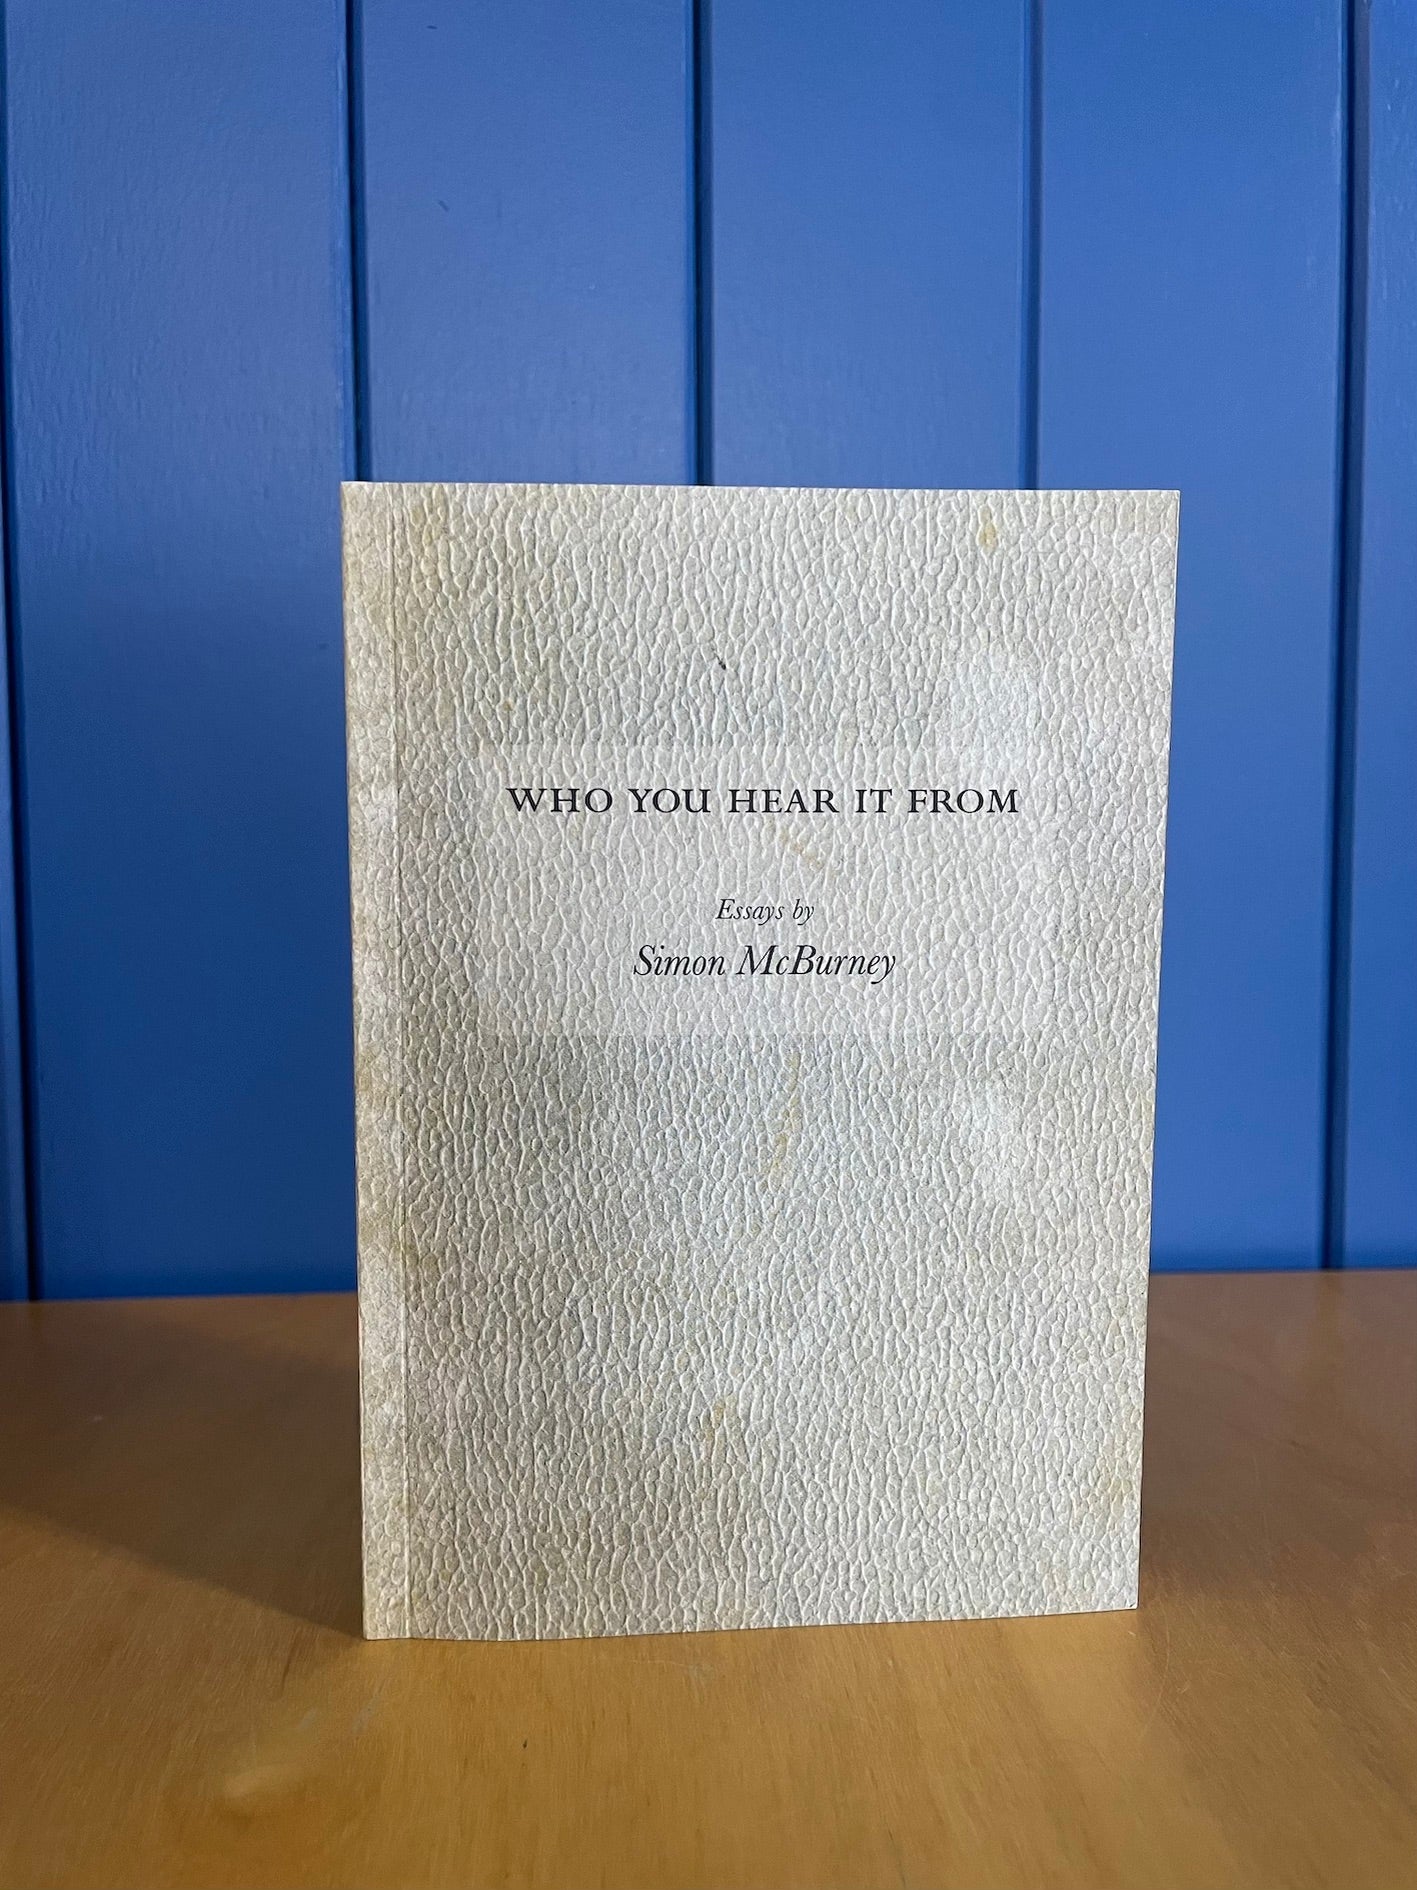 WHO YOU HEAR IT FROM
Essays by
Simon McBurney